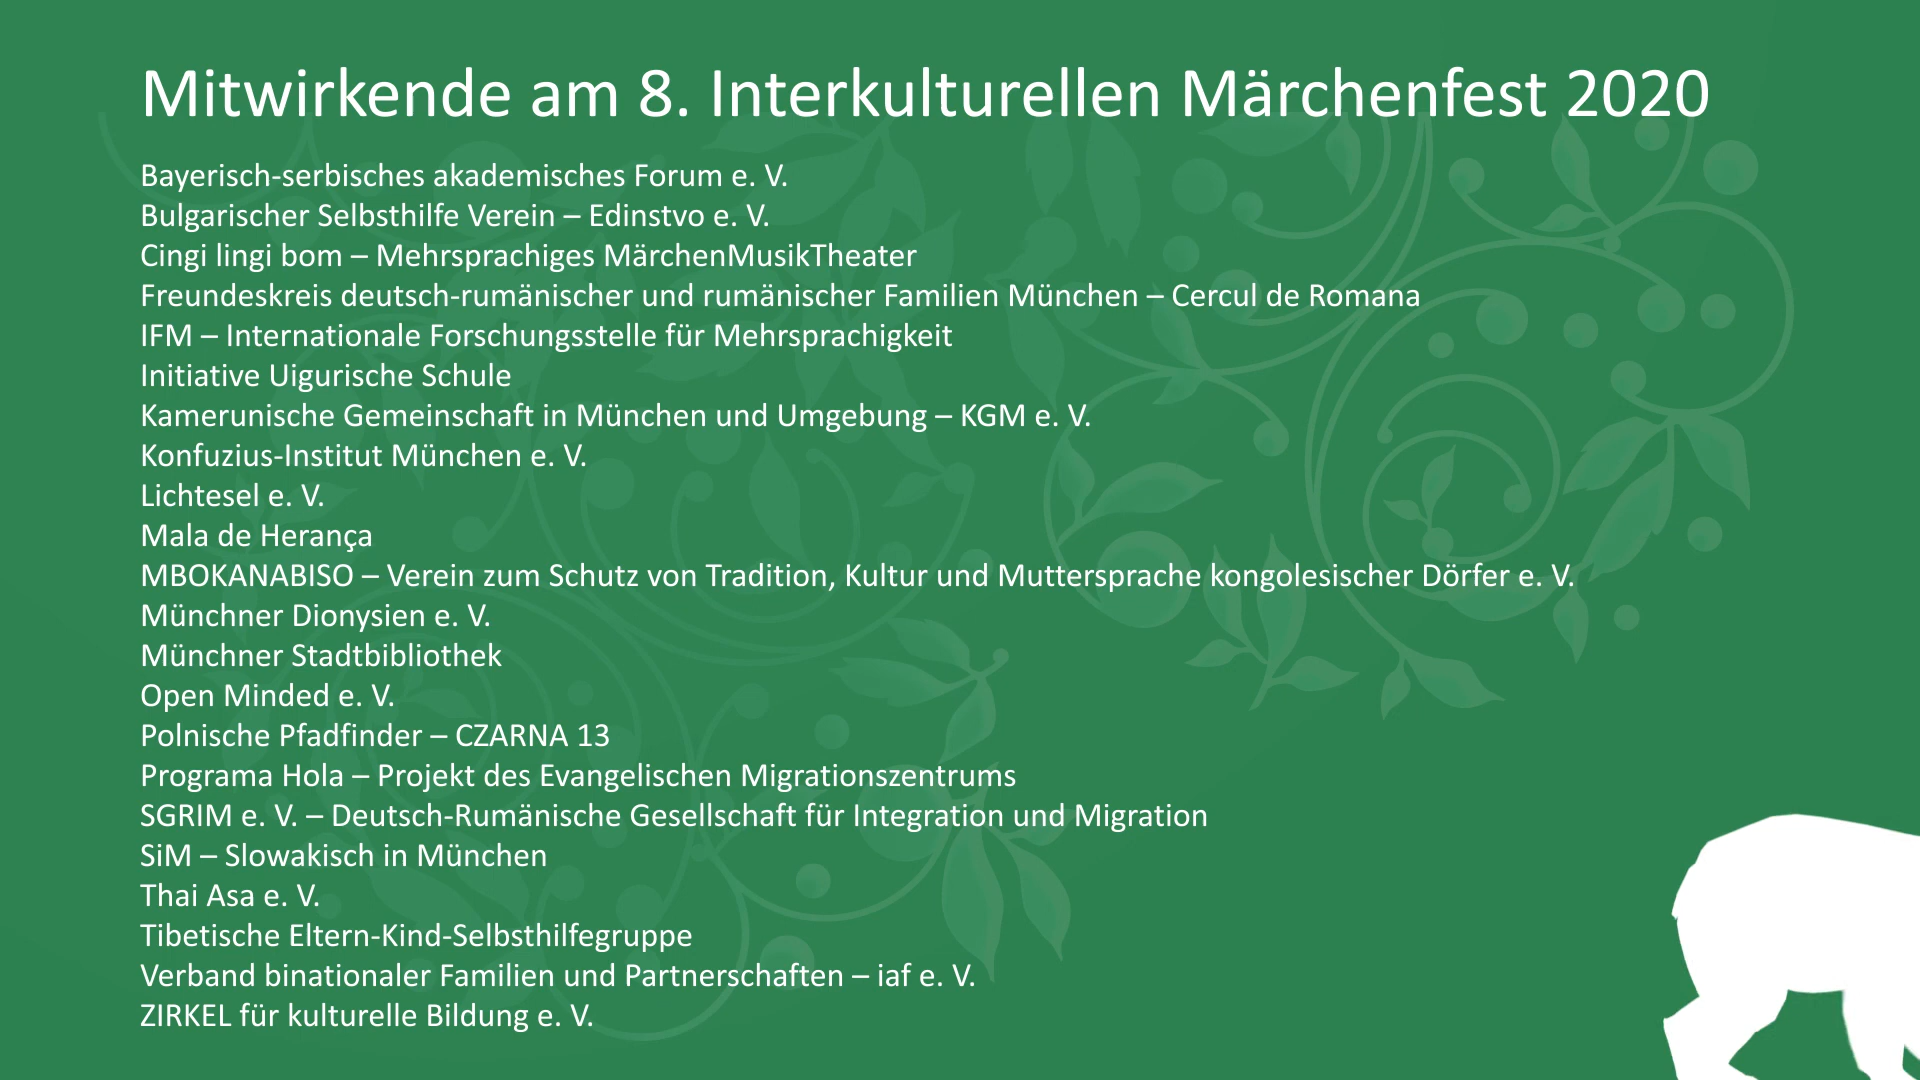 Mitwirkende am 8. Interkulturellen Märchenfest 2020
Bayerisch-serbisches akademisches Forum e. V.
Bulgarischer Selbsthilfe Verein – Edinstvo e. V.
Cingi lingi bom – Mehrsprachiges MärchenMusikTheater
Freundeskreis deutsch-rumänischer und rumänischer Familien München – Cercul de Romana
IFM – Internationale Forschungsstelle für Mehrsprachigkeit
Initiative Uigurische Schule
Kamerunische Gemeinschaft in München und Umgebung – KGM e. V.
Konfuzius-Institut München e. V.
Lichtesel e. V.
Mala de Herança
MBOKANABISO – Verein zum Schutz von Tradition, Kultur und Muttersprache kongolesischer Dörfer e. V.
Münchner Dionysien e. V.
Münchner Stadtbibliothek
Open Minded e. V.
Polnische Pfadfinder – CZARNA 13
Programa Hola – Projekt des Evangelischen Migrationszentrums
SGRIM e. V. – Deutsch-Rumänische Gesellschaft für Integration und Migration
SiM – Slowakisch in München
Thai Asa e. V.
Tibetische Eltern-Kind-Selbsthilfegruppe
Verband binationaler Familien und Partnerschaften – iaf e. V.
ZIRKEL für kulturelle Bildung e. V.